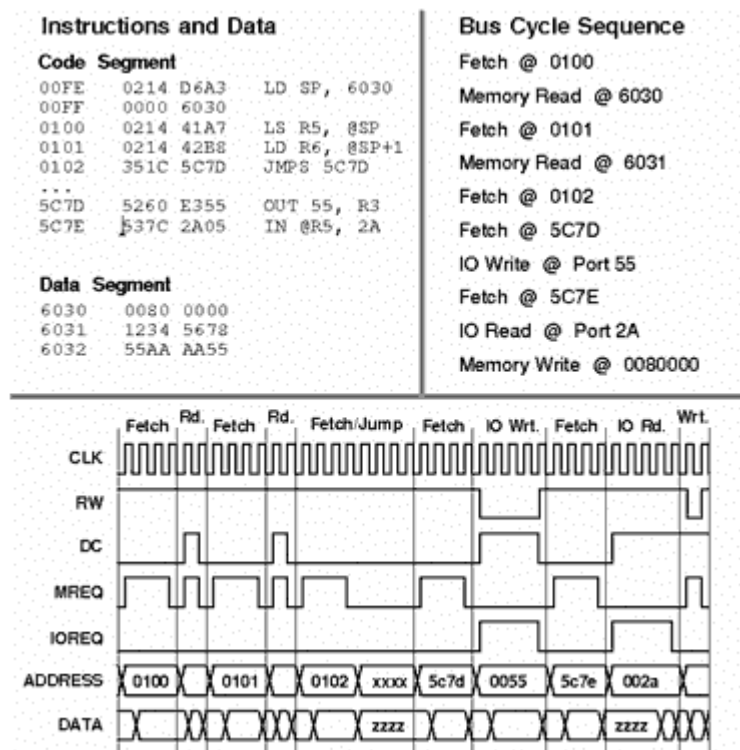 Instructions and Data
Code Segment
00FE 0214 D6A3 LD SP, 6030
00FF 0000 6030
0100 0214 41A7 LS R5, @SP
0101 0214 42B8 LD R6, @SP+1
0102 351C 5C7D JMPS 5C7D
...
5C7D 5260 E355 OUT 55, R3
5C7E 537C 2A05 IN @R5, 2A
Data Segment
6030 0080 0000
6031 1234 5678
6032 55AA AA55
Bus Cycle Sequence
Fetch @ 0100
Memory Read @ 6030
Fetch @ 0101
Memory Read @ 6031
Fetch @ 0102
Fetch @ 5C7D
IO Write @ Port 55
Fetch @ 5C7E
IO Read @ Port 2A
Memory Write @ 0080000
Fetch Rd. Fetch Rd. Fetch/Jump Fetch IO Wrt. Fetch IO Rd. Wrt.
CLK
RW
DC
MREQ
IOREQ
ADDRESS 0100 0101 0102 xxxx 5c7d 0055 5c7e 002a
DATA zzzz zzzz